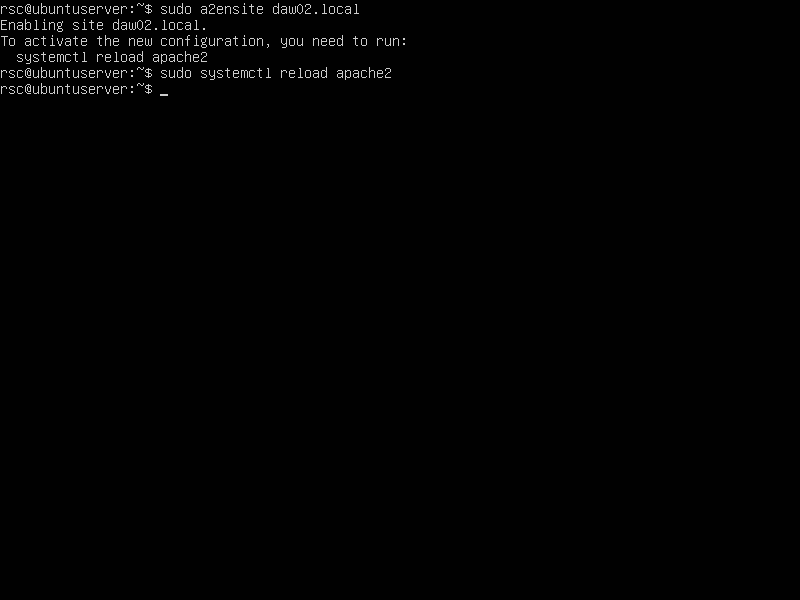 rsc@ubuntuserver:~$ sudo a2ensite daw02.local
Enabling site daw02.local.
To activate the new configuration, you need to run:
  systemctl reload apache2
rsc@ubuntuserver:~$ sudo systemctl reload apache2
rsc@ubuntuserver:~$ _